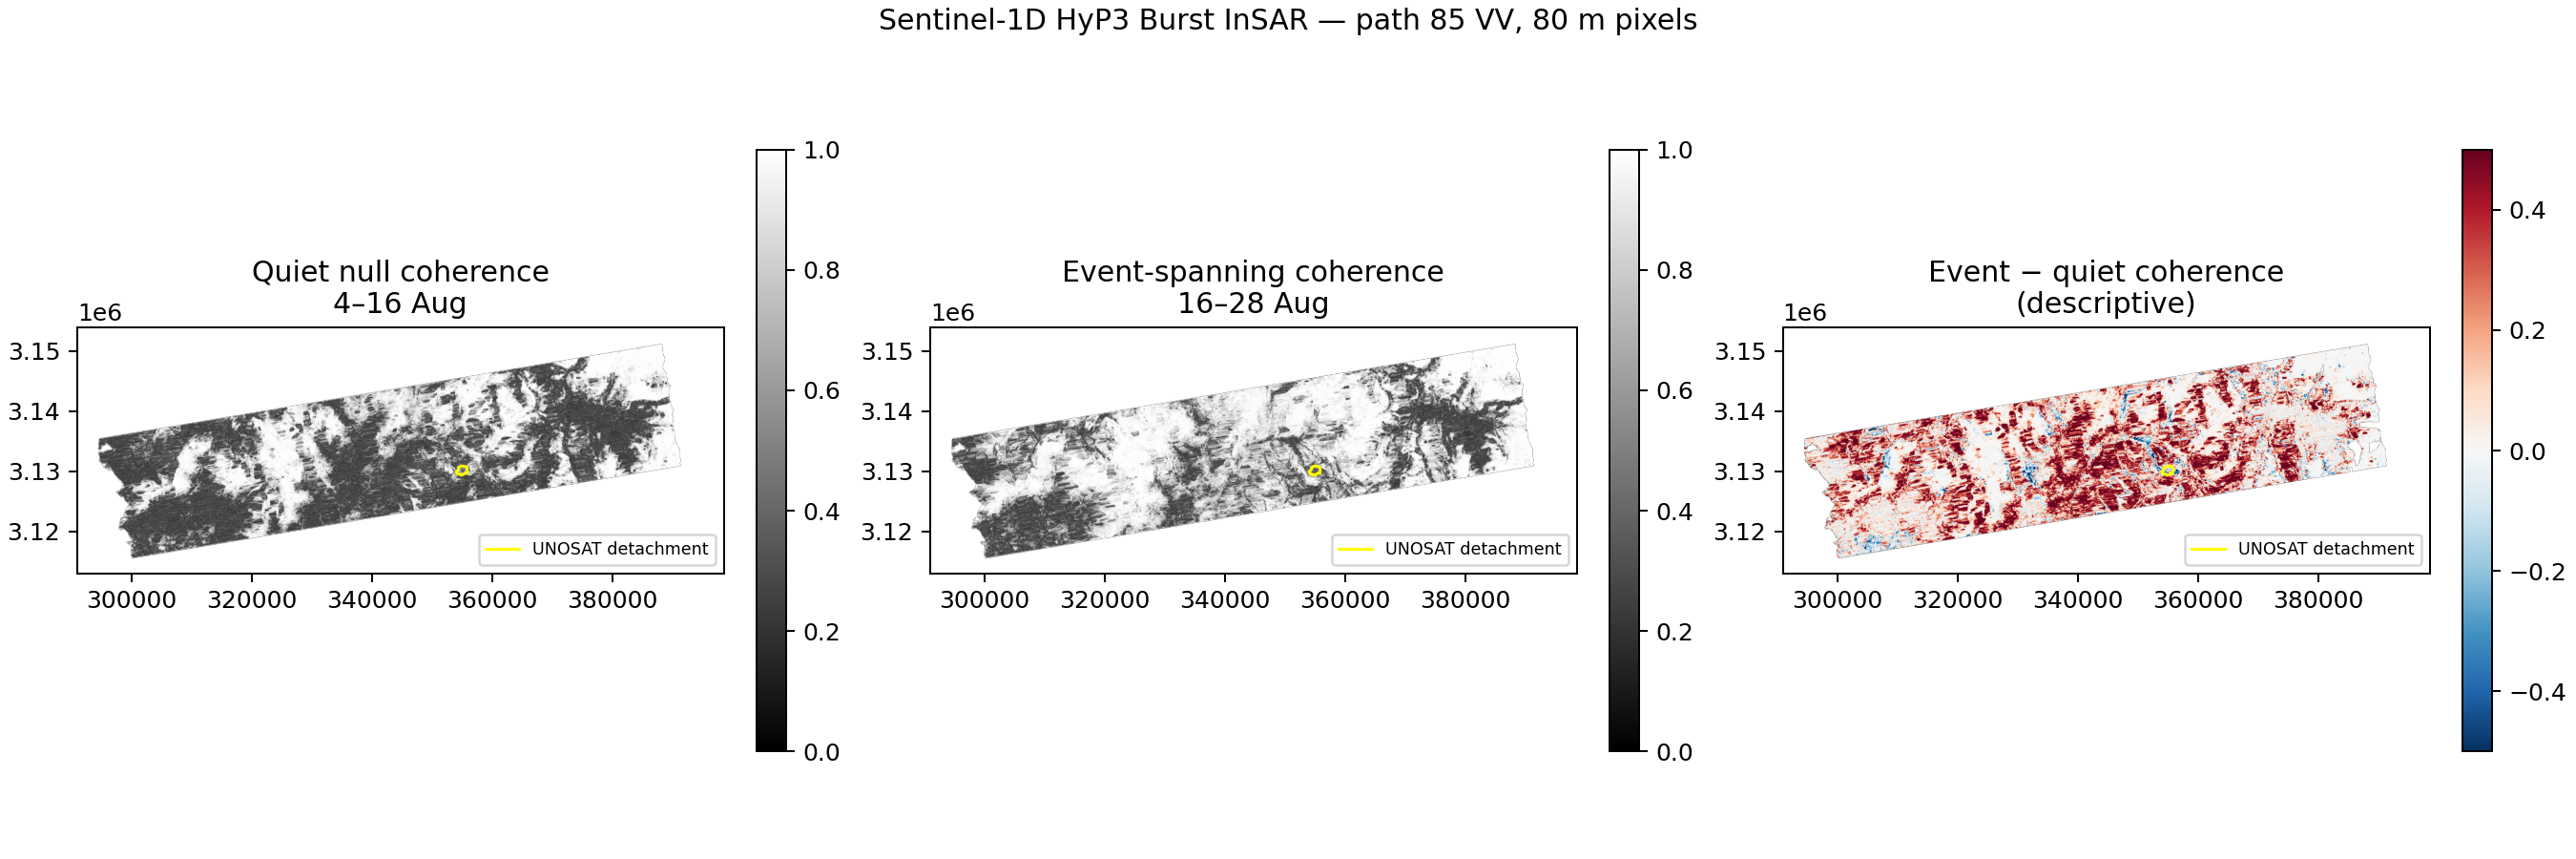 Sentinel-1D HyP3 Burst InSAR — path 85 VV, 80 m pixels
Quiet null coherence
4–16 Aug
1e6
3.15
3.14
3.13
3.12
300000 320000 340000 360000 380000
UNOSAT detachment
1.0
0.8
0.6
0.4
0.2
0.0
Event-spanning coherence
16–28 Aug
1e6
3.15
3.14
3.13
3.12
300000 320000 340000 360000 380000
UNOSAT detachment
1.0
0.8
0.6
0.4
0.2
0.0
Event − quiet coherence
(descriptive)
1e6
3.15
3.14
3.13
3.12
300000 320000 340000 360000 380000
UNOSAT detachment
0.4
0.2
0.0
−0.2
−0.4